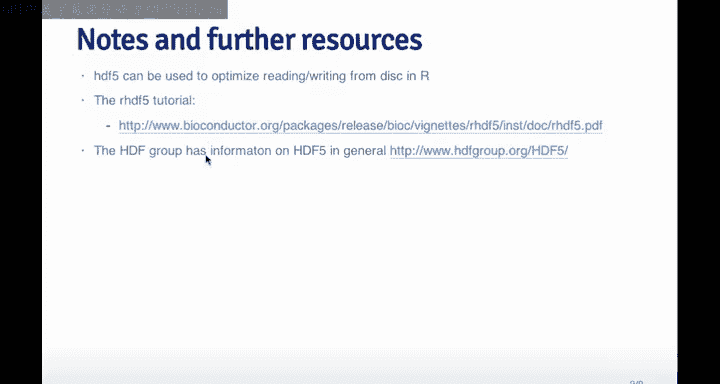 Notes and further resources
· hdf5 can be used to optimize reading/writing from disc in R
· The rhdf5 tutorial:
- http://www.bioconductor.org/packages/release/bioc/vignettes/rhdf5/inst/doc/rhdf5.pdf
· The HDF group has informaton on HDF5 in general http://www.hdfgroup.org/HDF5/